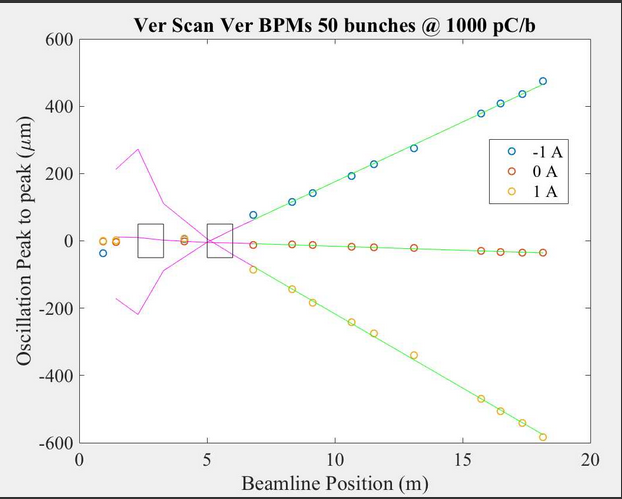 Ver Scan Ver BPMs 50 bunches @ 1000 pC/b
600
400
200
0
-200
-400
-600
Oscillation Peak to peak (μm)
-1 A
0 A
1 A
0
5
10
15
20
Beamline Position (m)